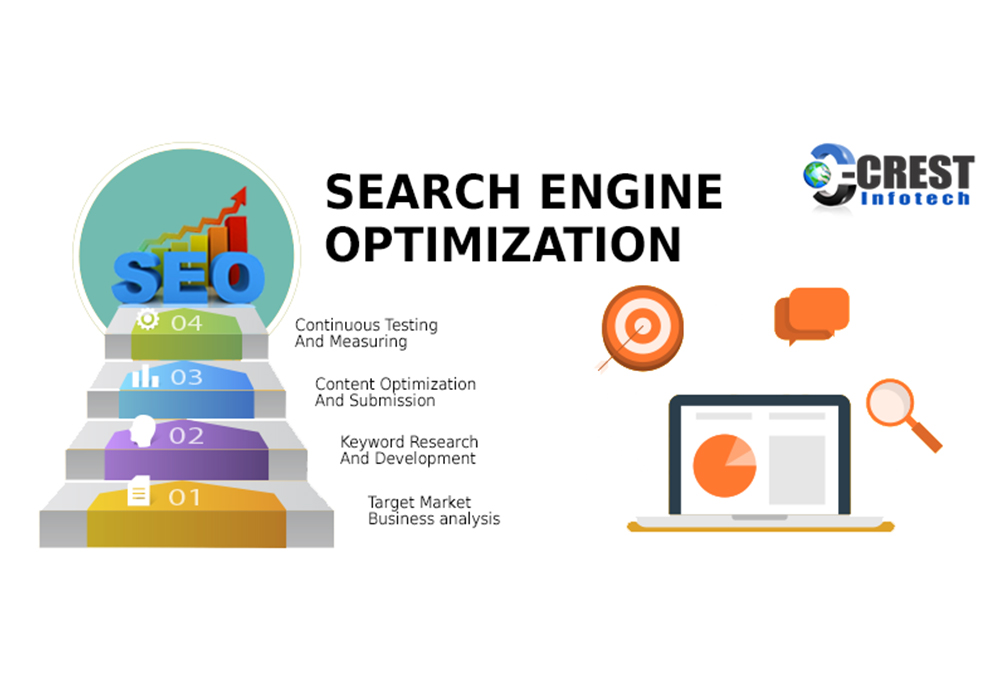 SEARCH ENGINE
OPTIMIZATION
CREST
Infotech
SEO
04
Continuous Testing
And Measuring
03
Content Optimization
And Submission
02
Keyword Research
And Development
01
Target Market
Business analysis